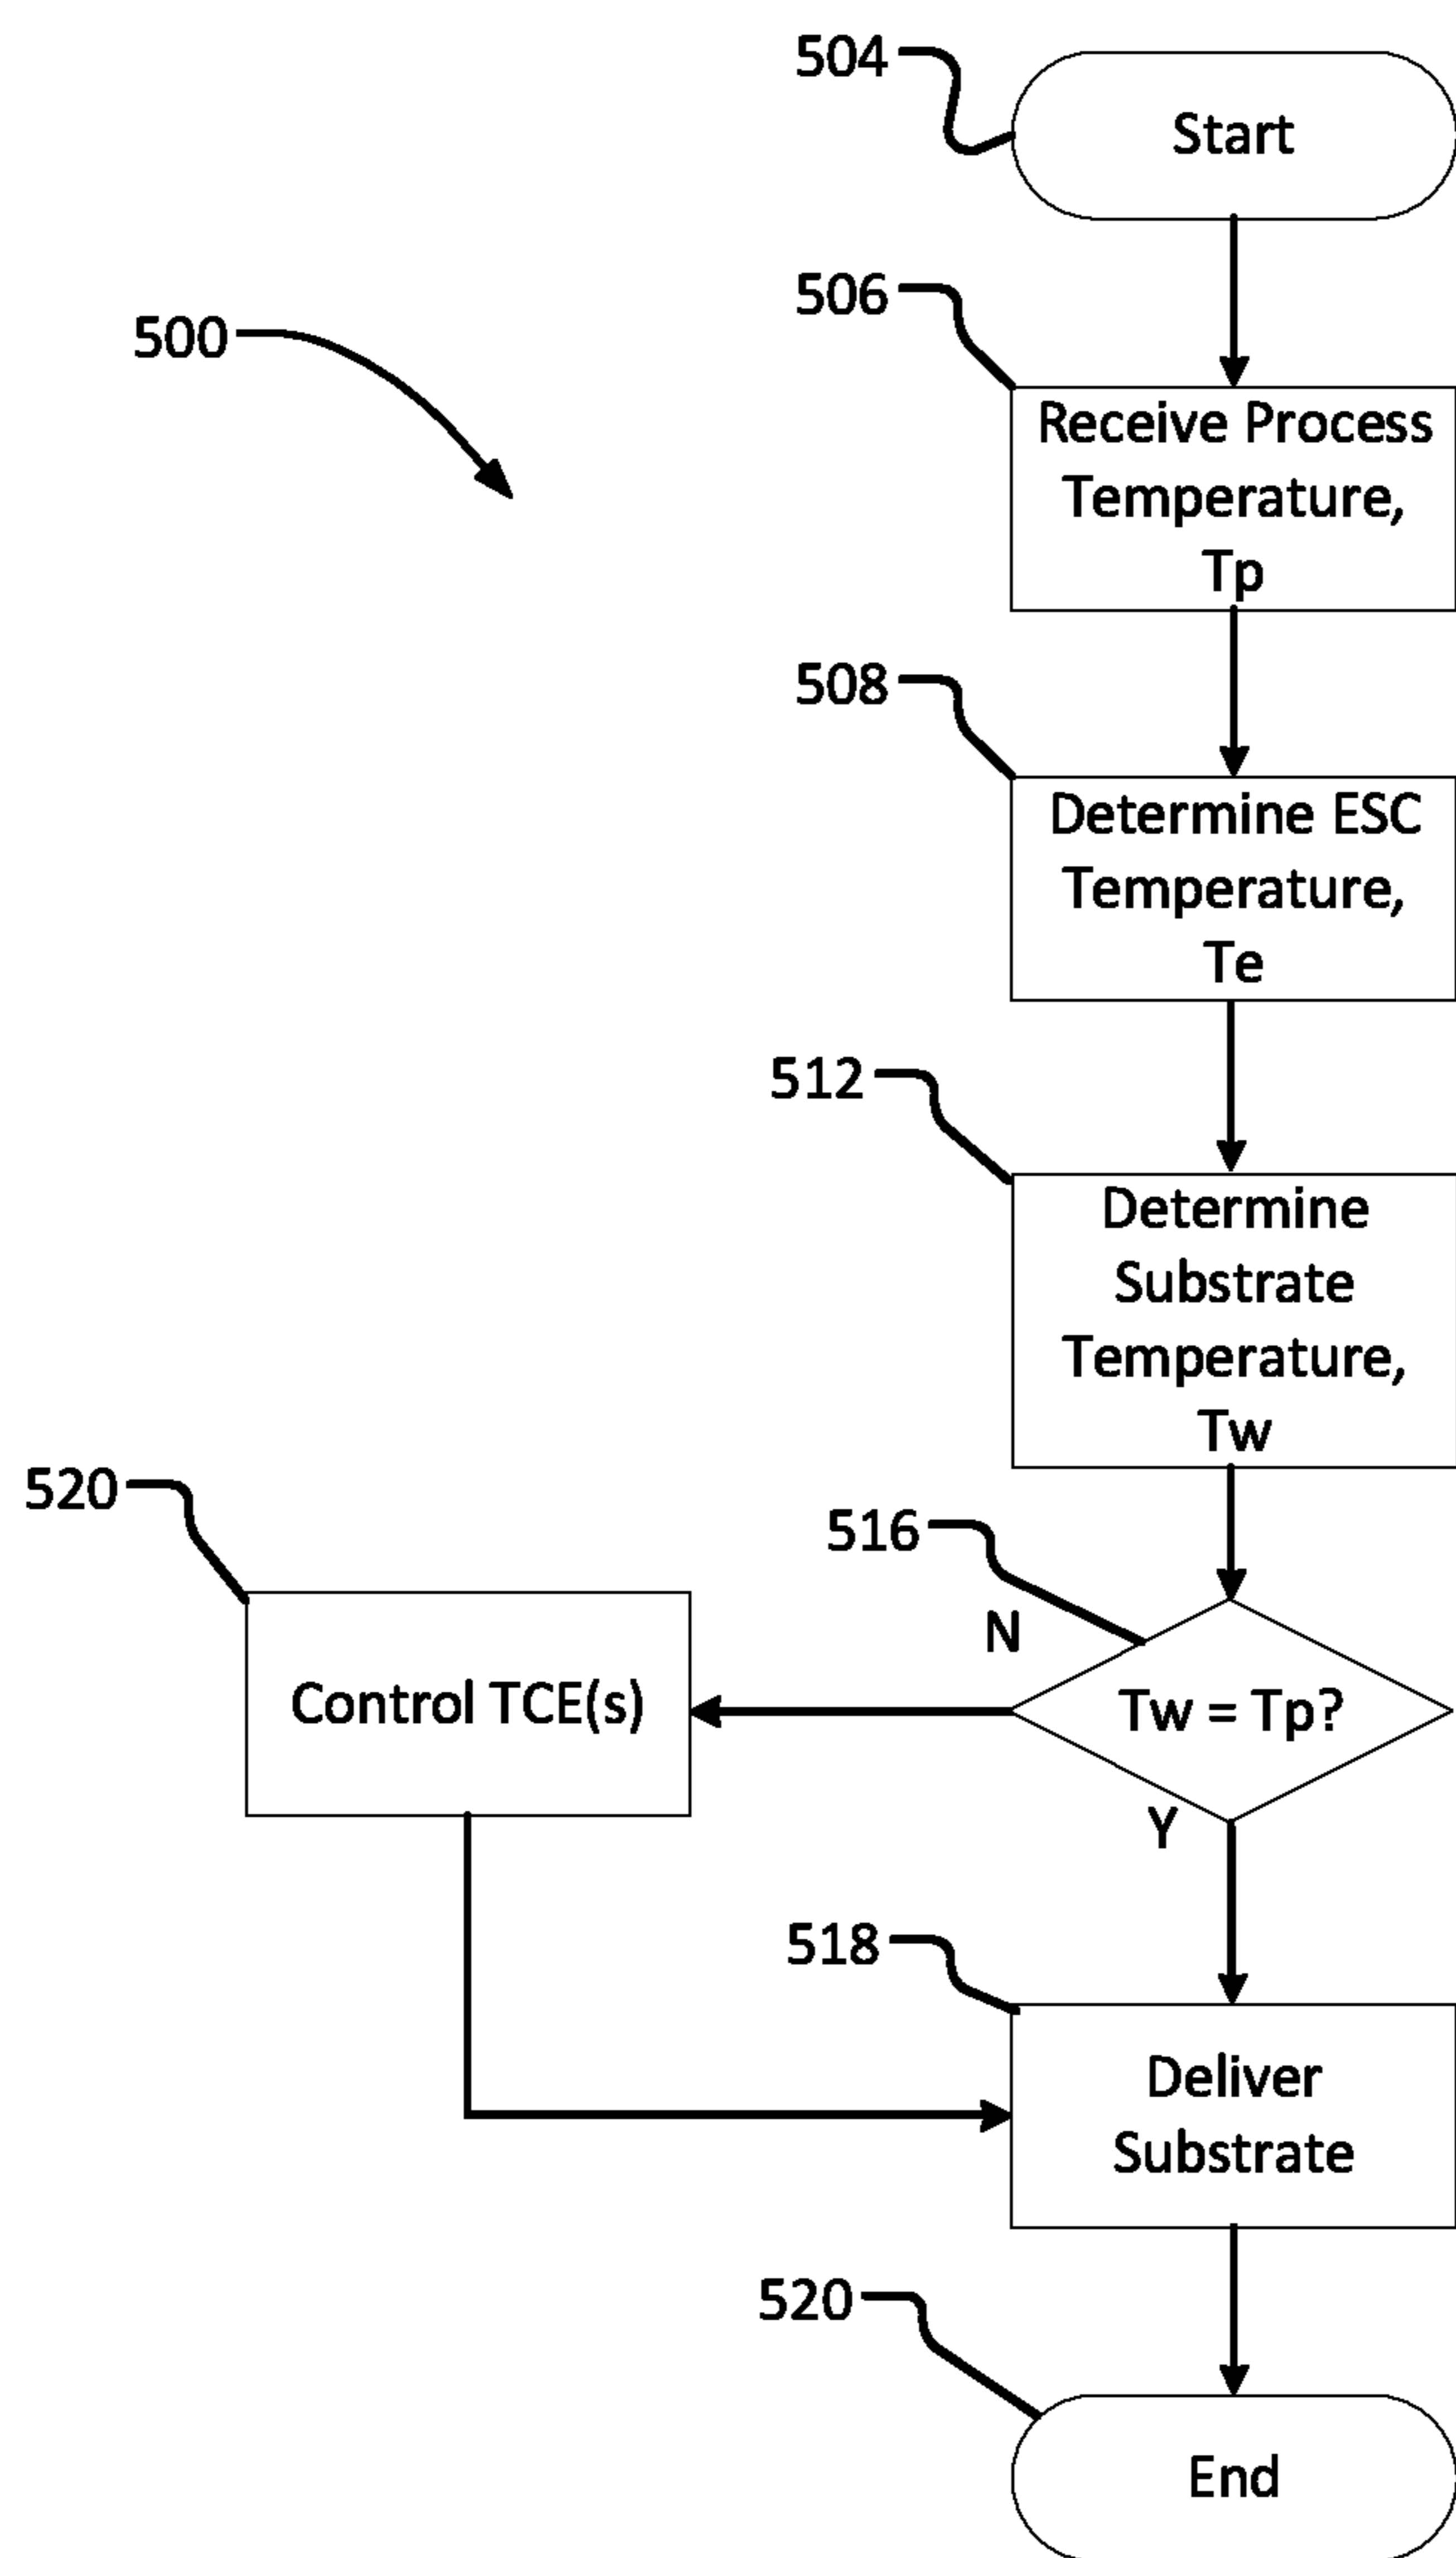 504
Start
506
500
Receive Process
Temperature,
Tp
508
Determine ESC
Temperature,
Te
512
Determine
Substrate
Temperature,
Tw
520
516
N
Control TCE(s)
Tw = Tp?
Y
518
Deliver
Substrate
520
End